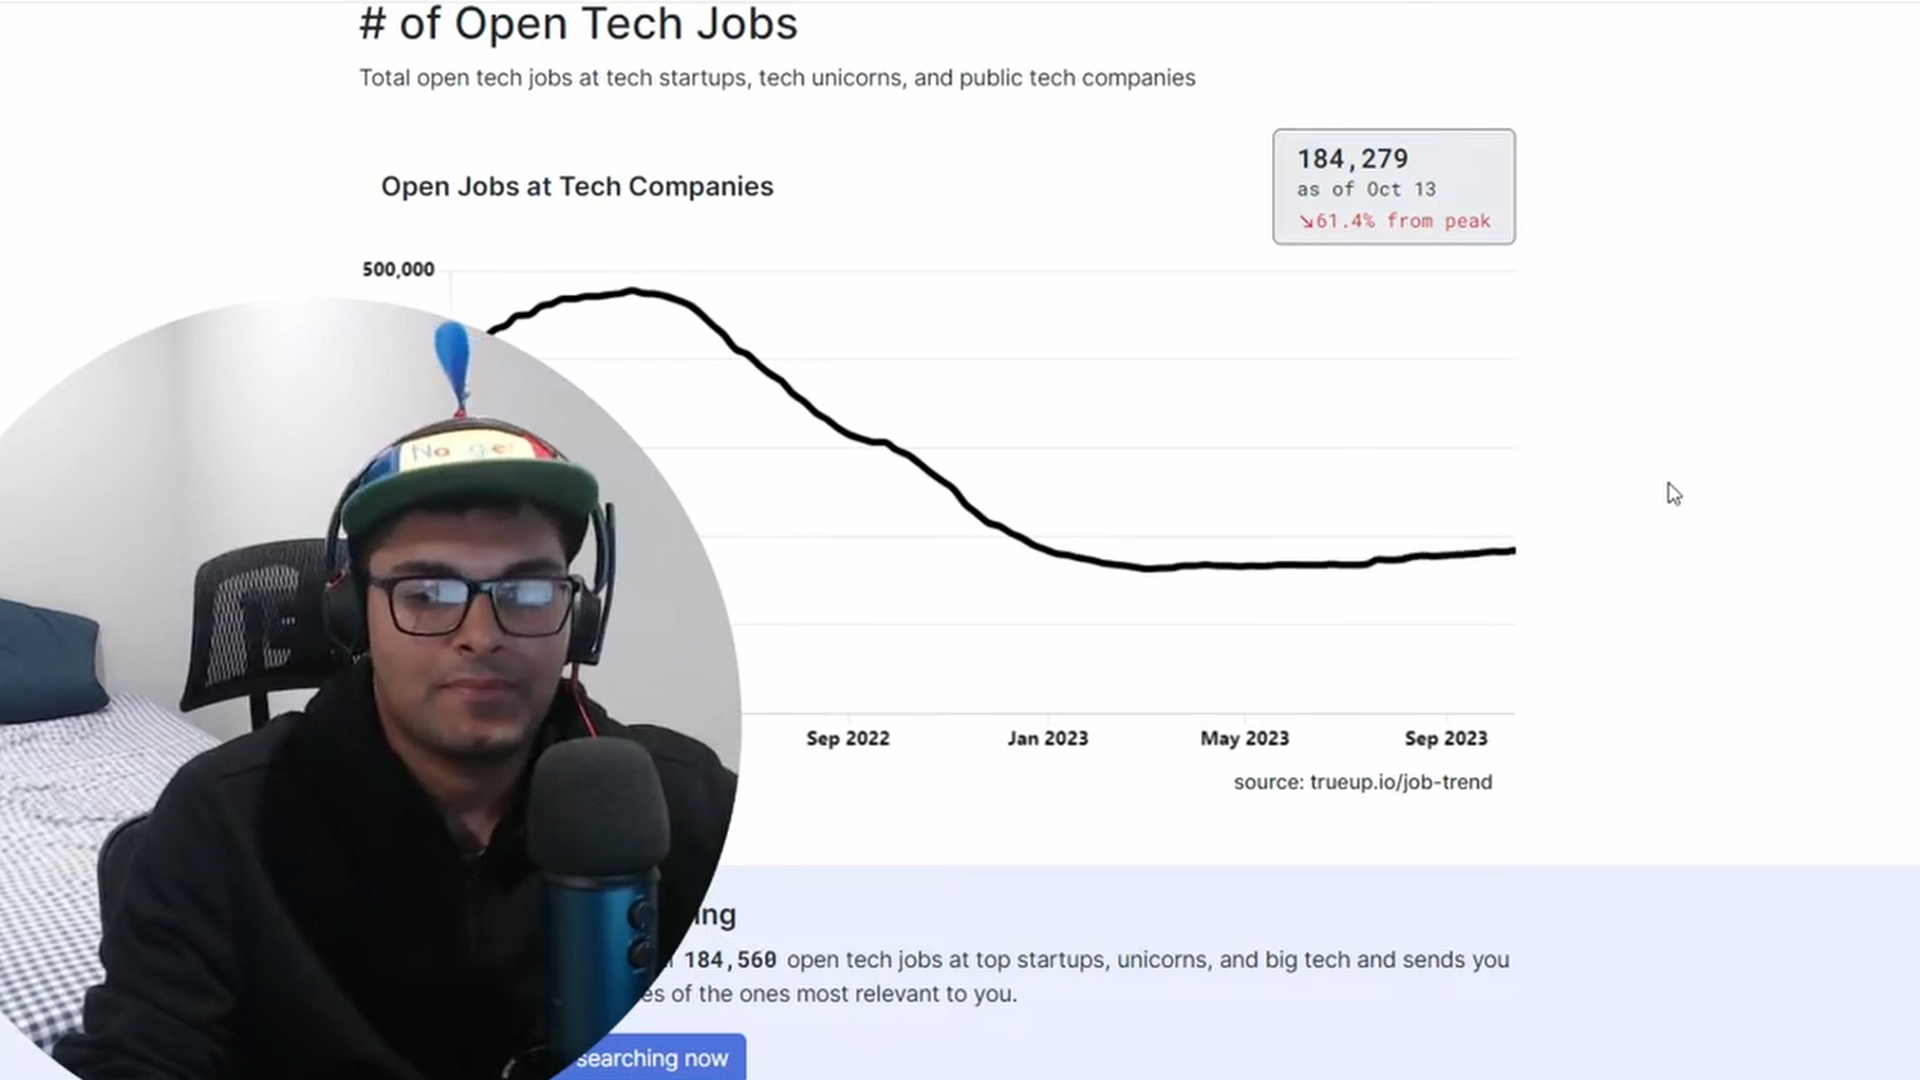 # of Open Tech Jobs
Total open tech jobs at tech startups, tech unicorns, and public tech companies
184,279
as of Oct 13
↘61.4% from peak
Open Jobs at Tech Companies
500,000
Sep 2022
Jan 2023
May 2023
Sep 2023
source: trueup.io/job-trend
184,560 open tech jobs at top startups, unicorns, and big tech and sends you
of the ones most relevant to you.
searching now